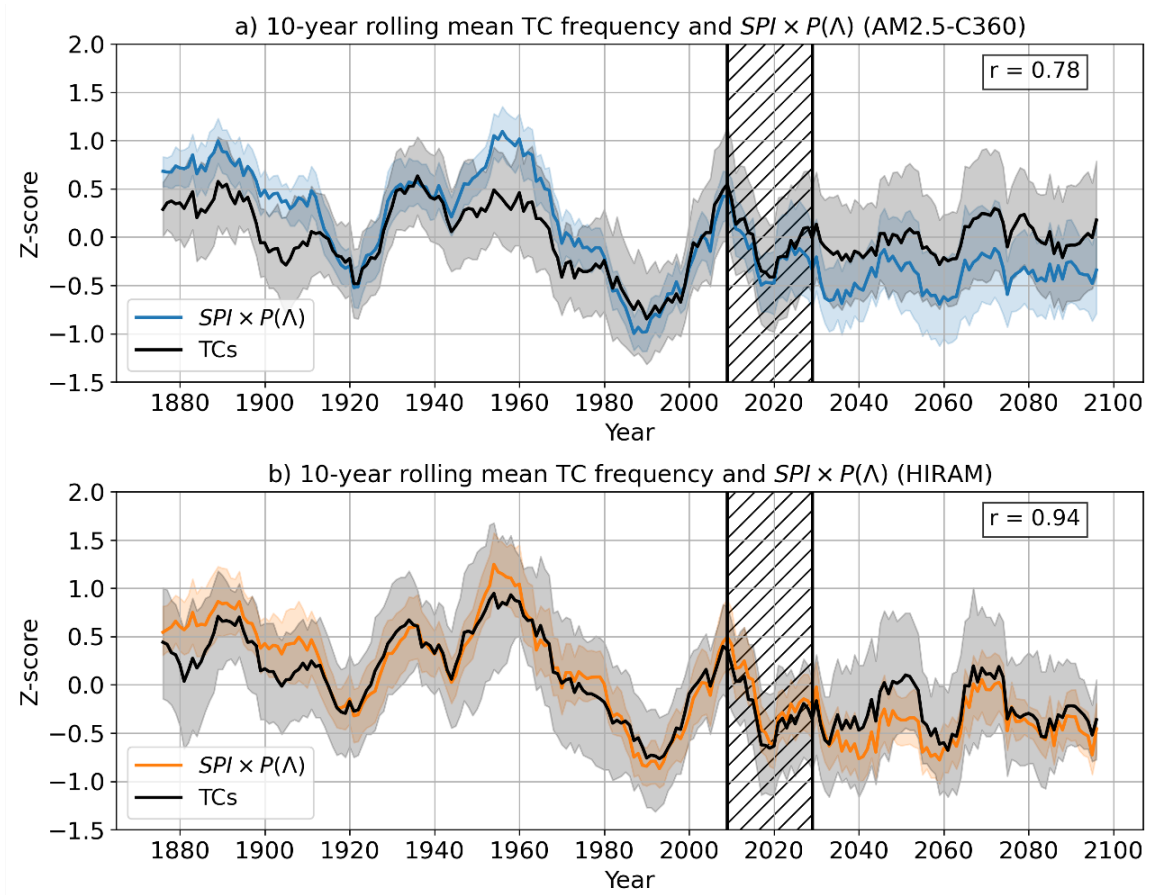 a) 10-year rolling mean TC frequency and SPI × P(Λ) (AM2.5-C360)
2.0
1.5
1.0
0.5
0.0
−0.5
−1.0
−1.5
Z-score
r = 0.78
SPI × P(Λ)
TCs
1880 1900 1920 1940 1960 1980 2000 2020 2040 2060 2080 2100
Year
b) 10-year rolling mean TC frequency and SPI × P(Λ) (HIRAM)
2.0
1.5
1.0
0.5
0.0
−0.5
−1.0
−1.5
Z-score
r = 0.94
SPI × P(Λ)
TCs
1880 1900 1920 1940 1960 1980 2000 2020 2040 2060 2080 2100
Year